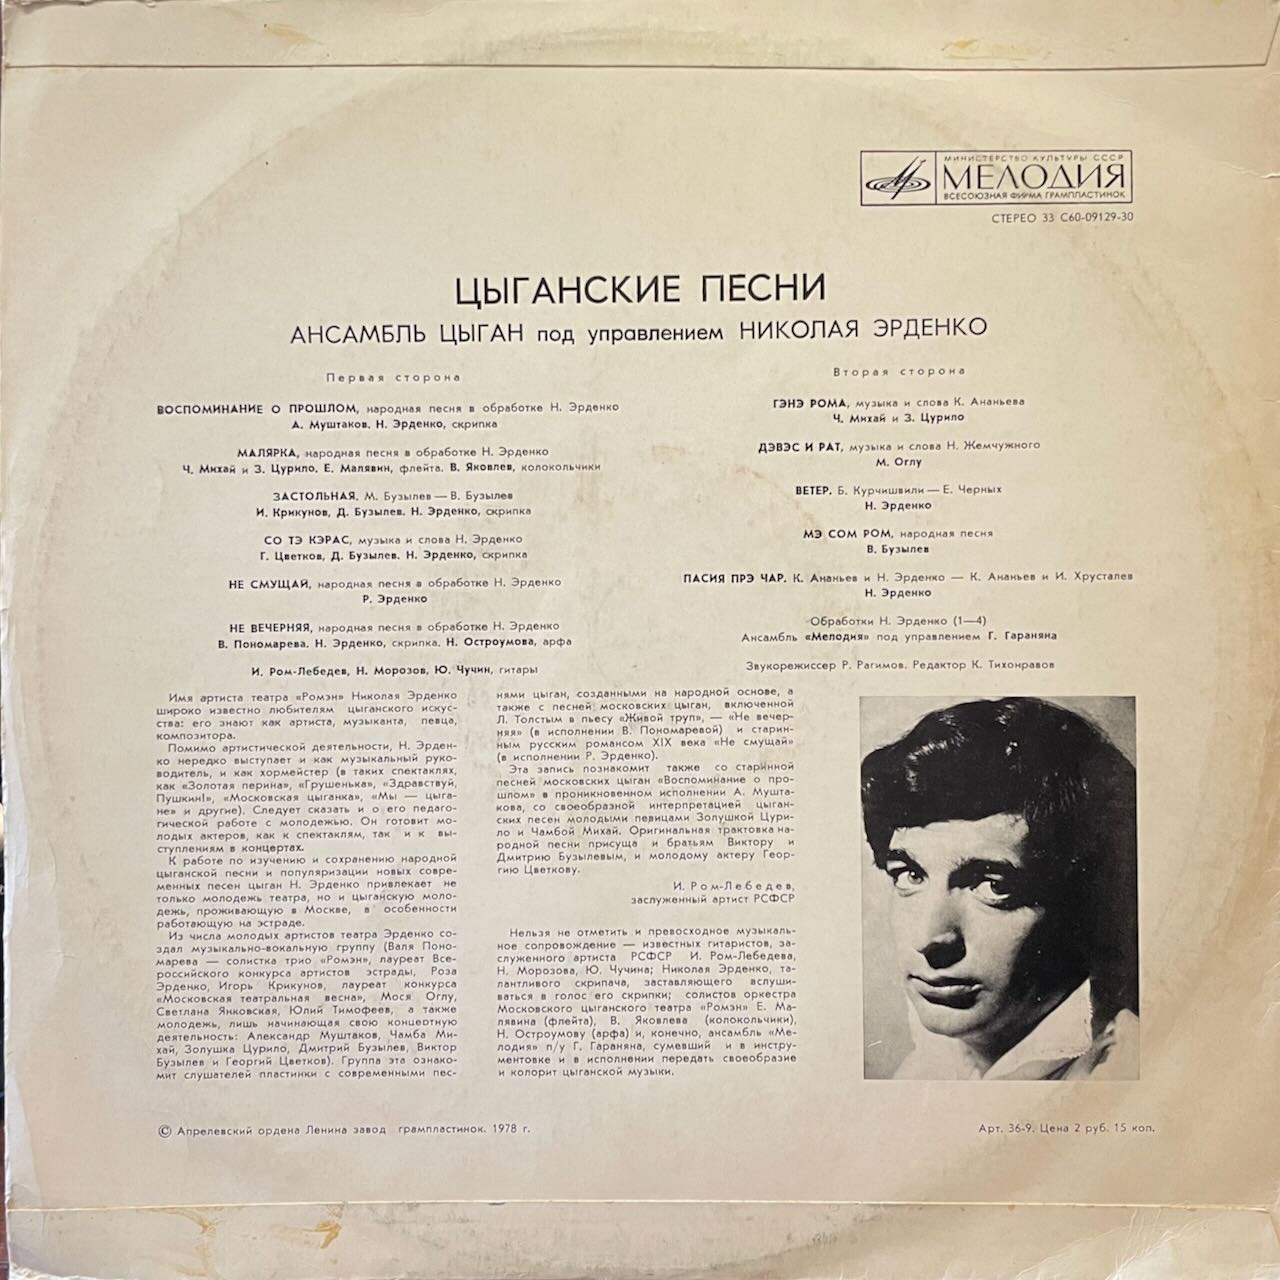 МИНИСТЕРСТВО КУЛЬТУРЫ СССР
МЕЛОДИЯ
ВСЕСОЮЗНАЯ ФИРМА ГРАМПЛАСТИНОК
СТЕРЕО 33 С60-09129-30
ЦЫГАНСКИЕ ПЕСНИ
АНСАМБЛЬ ЦЫГАН под управлением НИКОЛАЯ ЭРДЕНКО
Первая сторона
ВОСПОМИНАНИЕ О ПРОШЛОМ, народная песня в обработке Н. Эрденко
А. Муштаков. Н. Эрденко, скрипка
МАЛЯРКА, народная песня в обработке Н. Эрденко
Ч. Михай и З. Цурило. Е. Малявин, флейта. В. Яковлев, колокольчики
ЗАСТОЛЬНАЯ. М. Бузылев — В. Бузылев
И. Крикунов, Д. Бузылев. Н. Эрденко, скрипка
СО ТЭ КЭРАС, музыка и слова Н. Эрденко
Г. Цветков, Д. Бузылев. Н. Эрденко, скрипка
НЕ СМУЩАЙ, народная песня в обработке Н. Эрденко
Р. Эрденко
НЕ ВЕЧЕРНЯЯ, народная песня в обработке Н. Эрденко
В. Пономарева. Н. Эрденко, скрипка. Н. Остроумова, арфа
И. Ром-Лебедев, Н. Морозов, Ю. Чучин, гитары
Вторая сторона
ГЭНЭ РОМА, музыка и слова К. Ананьева
Ч. Михай и З. Цурило
ДЭВЭС И РАТ, музыка и слова Н. Жемчужного
М. Оглу
ВЕТЕР. Б. Курчишвили — Е. Черных
Н. Эрденко
МЭ СОМ РОМ, народная песня
В. Бузылев
ПАСИЯ ПРЭ ЧАР. К. Ананьев и Н. Эрденко — К. Ананьев и И. Хрусталев
Н. Эрденко
Обработки Н. Эрденко (1—4)
Ансамбль «Мелодия» под управлением Г. Гараняна
Звукорежиссер Р. Рагимов. Редактор К. Тихонравов
Имя артиста театра «Ромэн» Николая Эрденко
широко известно любителям цыганского искус-
ства: его знают как артиста, музыканта, певца,
композитора.
Помимо артистической деятельности, Н. Эрден-
ко нередко выступает и как музыкальный руко-
водитель, и как хормейстер (в таких спектаклях,
как «Золотая перина», «Грушенька», «Здравствуй,
Пушкин!», «Московская цыганка», «Мы — цыга-
не» и другие). Следует сказать и о его педаго-
гической работе с молодежью. Он готовит мо-
лодых актеров, как к спектаклям, так и к вы-
ступлениям в концертах.
К работе по изучению и сохранению народной
цыганской песни и популяризации новых совре-
менных песен цыган Н. Эрденко привлекает не
только молодежь театра, но и цыганскую моло-
дежь, проживающую в Москве, в особенности
работающую на эстраде.
Из числа молодых артистов театра Эрденко со-
здал музыкально-вокальную группу (Валя Поно-
марева — солистка трио «Ромэн», лауреат Все-
российского конкурса артистов эстрады, Роза
Эрденко, Игорь Крикунов, лауреат конкурса
«Московская театральная весна», Мося Оглу,
Светлана Янковская, Юлий Тимофеев, а также
молодежь, лишь начинающая свою концертную
деятельность: Александр Муштаков, Чамба Ми-
хай, Золушка Цурило, Дмитрий Бузылев, Виктор
Бузылев и Георгий Цветков). Группа эта ознако-
мит слушателей пластинки с современными пес-
нями цыган, созданными на народной основе, а
также с песней московских цыган, включенной
Л. Толстым в пьесу «Живой труп», — «Не вечер-
няя» (в исполнении В. Пономаревой) и старин-
ным русским романсом XIX века «Не смущай»
(в исполнении Р. Эрденко).
Эта запись познакомит также со старинной
песней московских цыган «Воспоминание о про-
шлом» в проникновенном исполнении А. Мушта-
кова, со своеобразной интерпретацией цыган-
ских песен молодыми певицами Золушкой Цури-
ло и Чамбой Михай. Оригинальная трактовка на-
родной песни присуща и братьям Виктору и
Дмитрию Бузылевым, и молодому актеру Геор-
гию Цветкову.
И. Ром-Лебедев,
заслуженный артист РСФСР
Нельзя не отметить и превосходное музыкаль-
ное сопровождение — известных гитаристов, за-
служенного артиста РСФСР И. Ром-Лебедева,
Н. Морозова, Ю. Чучина; Николая Эрденко, та-
лантливого скрипача, заставляющего вслуши-
ваться в голос его скрипки; солистов оркестра
Московского цыганского театра «Ромэн» Е. Ма-
лявина (флейта), В. Яковлева (колокольчики),
Н. Остроумову (арфа) и, конечно, ансамбль «Ме-
лодия» п/у Г. Гараняна, сумевший и в инстру-
ментовке и в исполнении передать своеобразие
и колорит цыганской музыки.
© Апрелевский ордена Ленина завод грампластинок. 1978 г.
Арт. 36-9. Цена 2 руб. 15 коп.